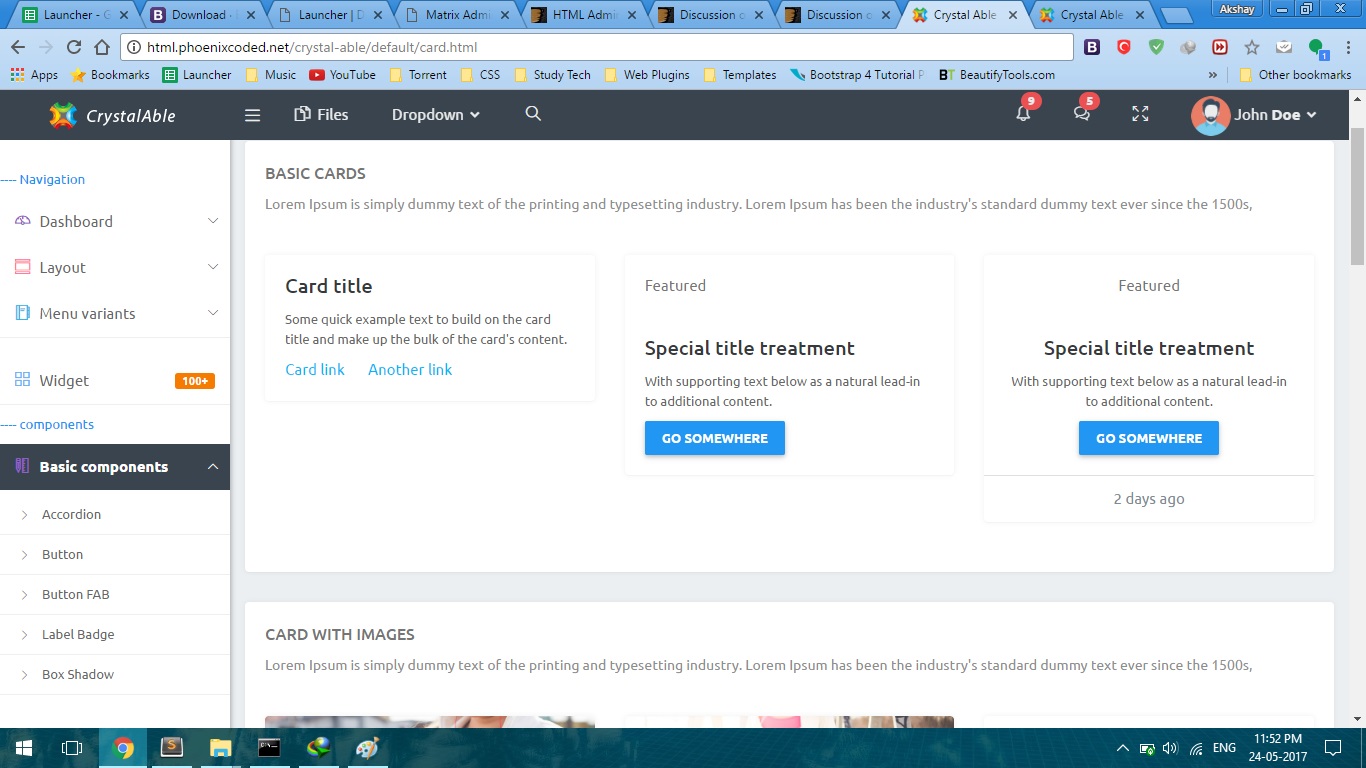 Launcher - G
Download ·
Launcher | D
Matrix Admi
HTML Admi
Discussion o
Discussion o
Crystal Able
Crystal Able
Akshay
html.phoenixcoded.net/crystal-able/default/card.html
Apps
Bookmarks
Launcher
Music
YouTube
Torrent
CSS
Study Tech
Web Plugins
Templates
Bootstrap 4 Tutorial
BT BeautifyTools.com
»
Other bookmarks
CrystalAble
Files
Dropdown
9
5
John Doe
---- Navigation
Dashboard
Layout
Menu variants
Widget
100+
---- components
Basic components
Accordion
Button
Button FAB
Label Badge
Box Shadow
BASIC CARDS
Lorem Ipsum is simply dummy text of the printing and typesetting industry. Lorem Ipsum has been the industry's standard dummy text ever since the 1500s,
Card title
Some quick example text to build on the card
title and make up the bulk of the card's content.
Card link Another link
Featured
Special title treatment
With supporting text below as a natural lead-in
to additional content.
GO SOMEWHERE
Featured
Special title treatment
With supporting text below as a natural lead-in
to additional content.
GO SOMEWHERE
2 days ago
CARD WITH IMAGES
Lorem Ipsum is simply dummy text of the printing and typesetting industry. Lorem Ipsum has been the industry's standard dummy text ever since the 1500s,
ENG
11:52 PM
24-05-2017